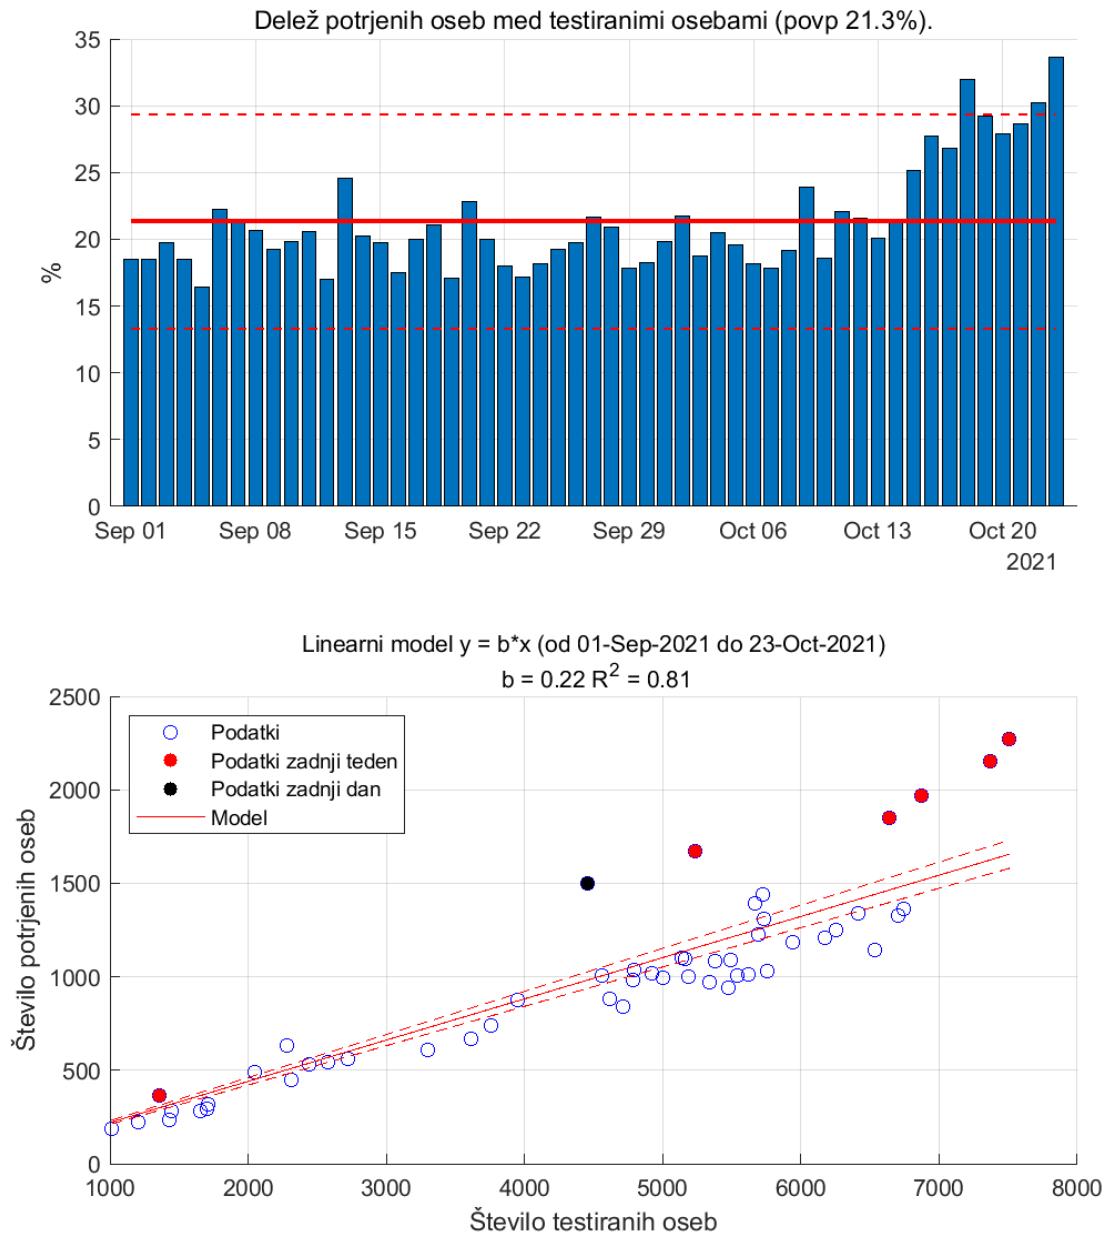 Delež potrjenih oseb med testiranimi osebami (povp 21.3%).
35
30
25
20
15
10
5
0
%
Sep 01 Sep 08 Sep 15 Sep 22 Sep 29 Oct 06 Oct 13 Oct 20
2021
Linearni model y = b*x (od 01-Sep-2021 do 23-Oct-2021)
b = 0.22 R² = 0.81
2500
2000
1500
1000
500
0
Število potrjenih oseb
Podatki
Podatki zadnji teden
Podatki zadnji dan
Model
1000 2000 3000 4000 5000 6000 7000 8000
Število testiranih oseb